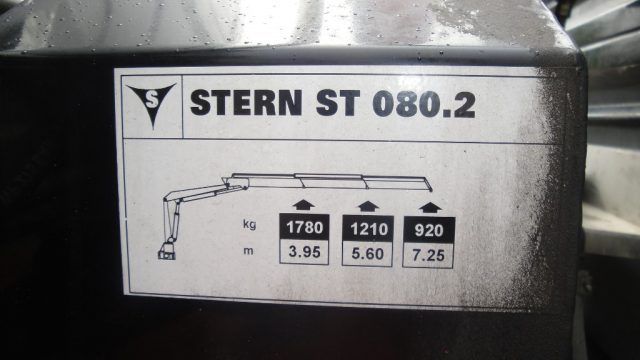 S
STERN ST 080.2
kg 1780 1210 920
m 3.95 5.60 7.25